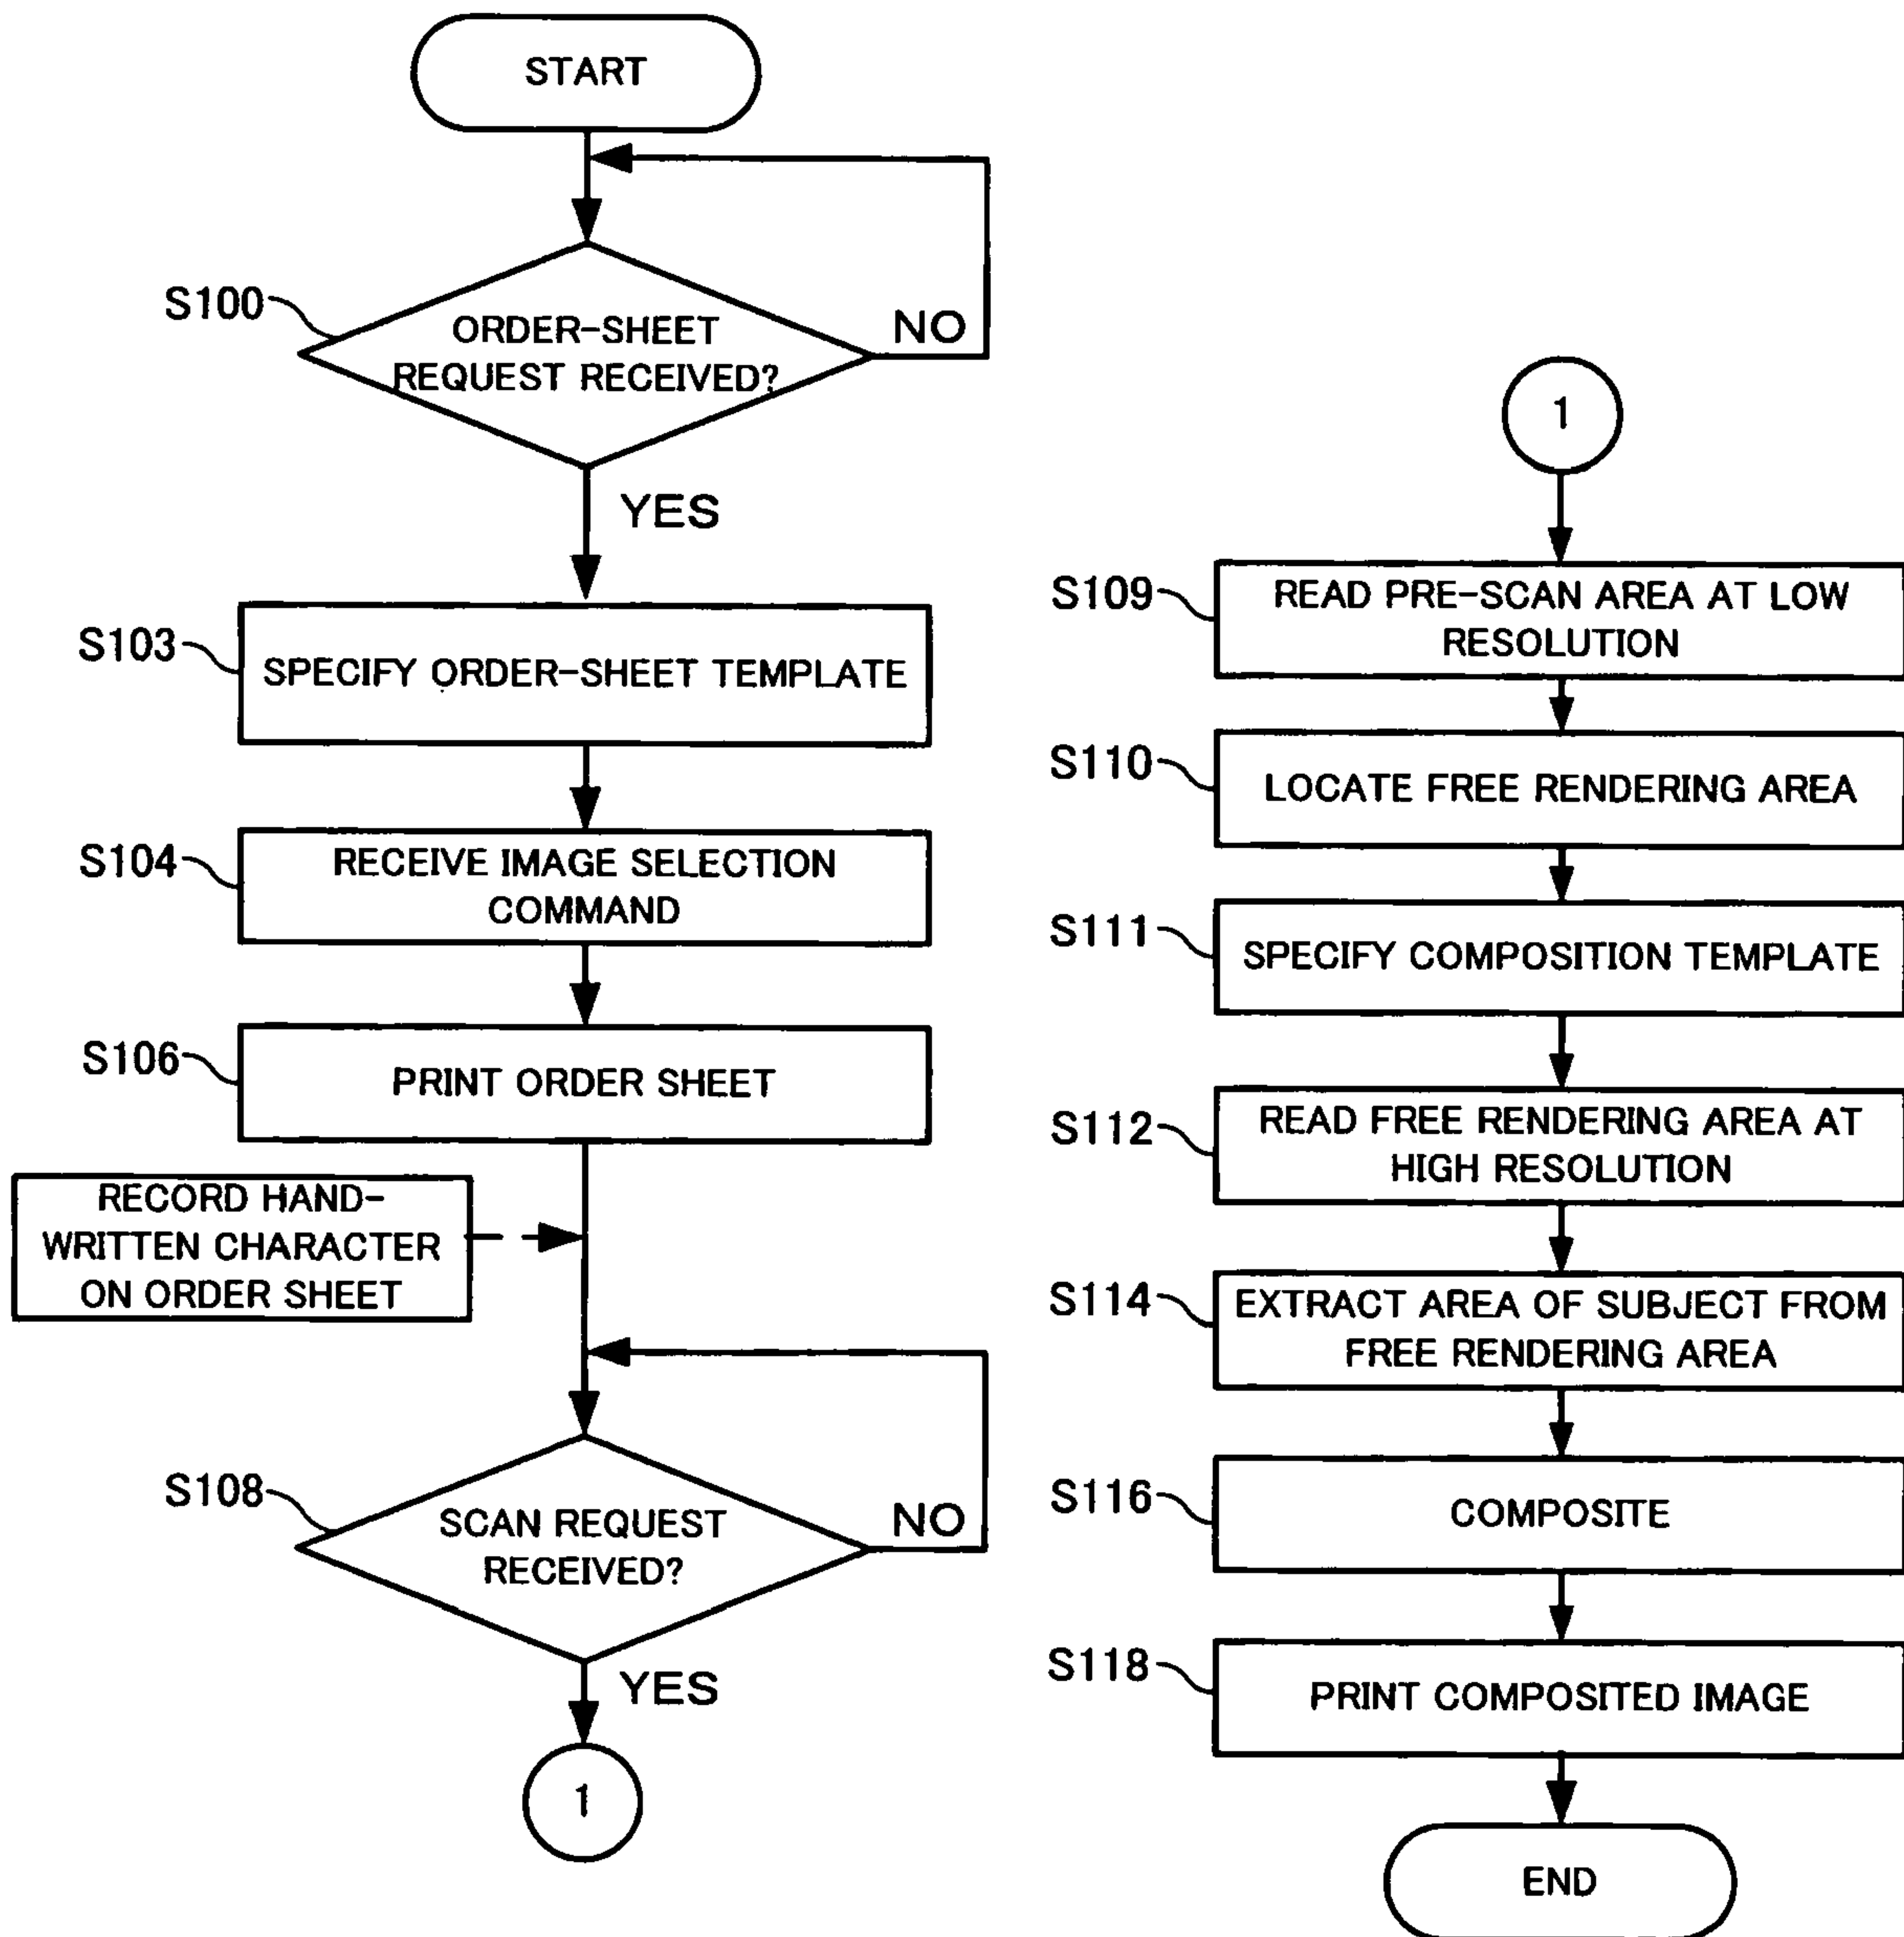 START
S100
ORDER-SHEET
REQUEST RECEIVED?
NO
YES
S103
SPECIFY ORDER-SHEET TEMPLATE
S104
RECEIVE IMAGE SELECTION
COMMAND
S106
PRINT ORDER SHEET
RECORD HAND-
WRITTEN CHARACTER
ON ORDER SHEET
S108
SCAN REQUEST
RECEIVED?
NO
YES
1
1
S109
READ PRE-SCAN AREA AT LOW
RESOLUTION
S110
LOCATE FREE RENDERING AREA
S111
SPECIFY COMPOSITION TEMPLATE
S112
READ FREE RENDERING AREA AT
HIGH RESOLUTION
S114
EXTRACT AREA OF SUBJECT FROM
FREE RENDERING AREA
S116
COMPOSITE
S118
PRINT COMPOSITED IMAGE
END